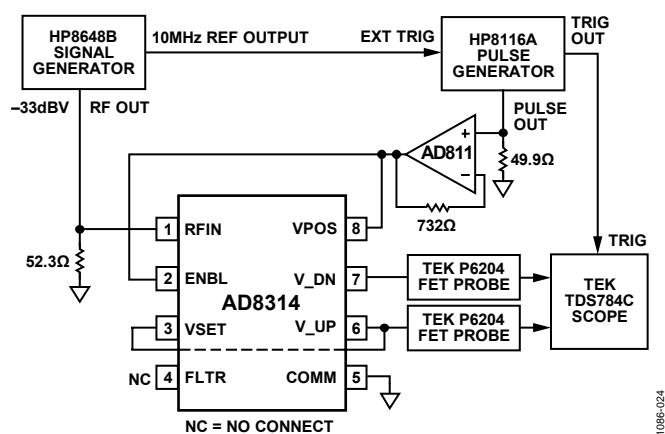 HP8648B
SIGNAL
GENERATOR
10MHz REF OUTPUT
EXT TRIG
HP8116A
PULSE
GENERATOR
TRIG
OUT
–33dBV
RF OUT
PULSE
OUT
+
AD811
–
49.9Ω
732Ω
52.3Ω
1 RFIN
VPOS 8
2 ENBL
V_DN 7
AD8314
3 VSET
V_UP 6
NC 4 FLTR
COMM 5
TEK P6204
FET PROBE
TEK P6204
FET PROBE
TRIG
TEK
TDS784C
SCOPE
NC = NO CONNECT
1086-024